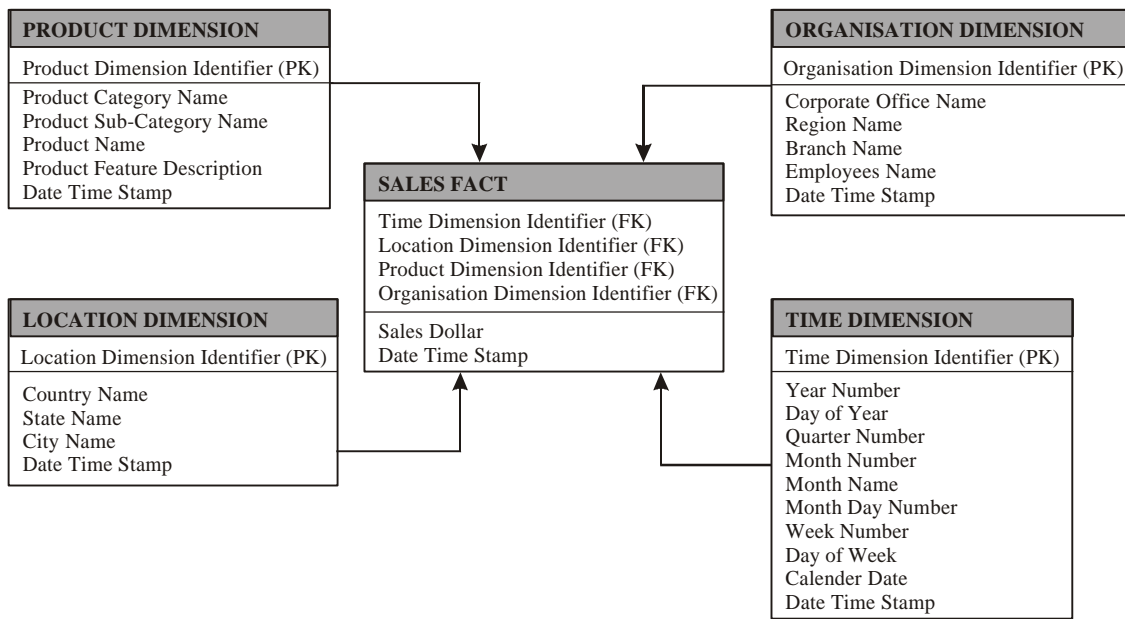 PRODUCT DIMENSION
Product Dimension Identifier (PK)
Product Category Name
Product Sub-Category Name
Product Name
Product Feature Description
Date Time Stamp
ORGANISATION DIMENSION
Organisation Dimension Identifier (PK)
Corporate Office Name
Region Name
Branch Name
Employees Name
Date Time Stamp
SALES FACT
Time Dimension Identifier (FK)
Location Dimension Identifier (FK)
Product Dimension Identifier (FK)
Organisation Dimension Identifier (FK)
Sales Dollar
Date Time Stamp
LOCATION DIMENSION
Location Dimension Identifier (PK)
Country Name
State Name
City Name
Date Time Stamp
TIME DIMENSION
Time Dimension Identifier (PK)
Year Number
Day of Year
Quarter Number
Month Number
Month Name
Month Day Number
Week Number
Day of Week
Calender Date
Date Time Stamp